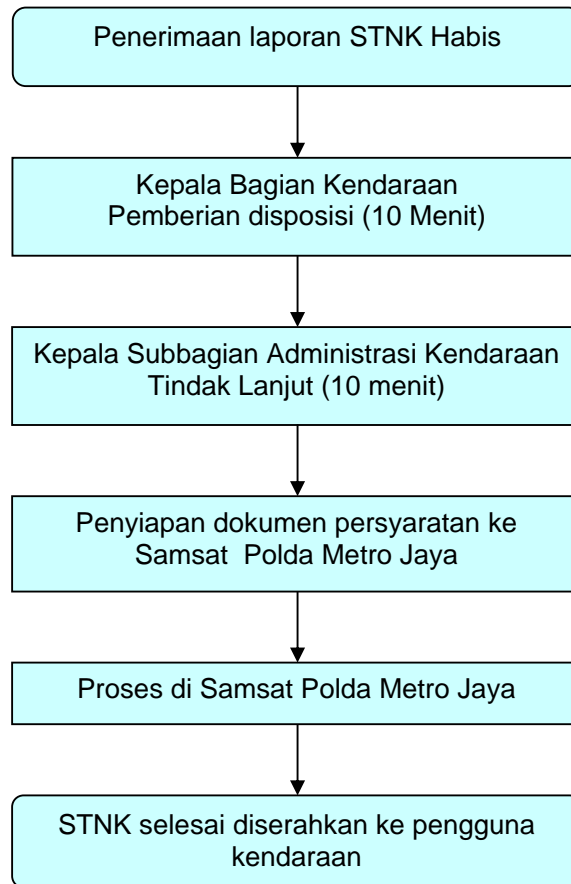 Penerimaan laporan STNK Habis
Kepala Bagian Kendaraan
Pemberian disposisi (10 Menit)
Kepala Subbagian Administrasi Kendaraan
Tindak Lanjut (10 menit)
Penyiapan dokumen persyaratan ke
Samsat  Polda Metro Jaya
Proses di Samsat Polda Metro Jaya
STNK selesai diserahkan ke pengguna
kendaraan